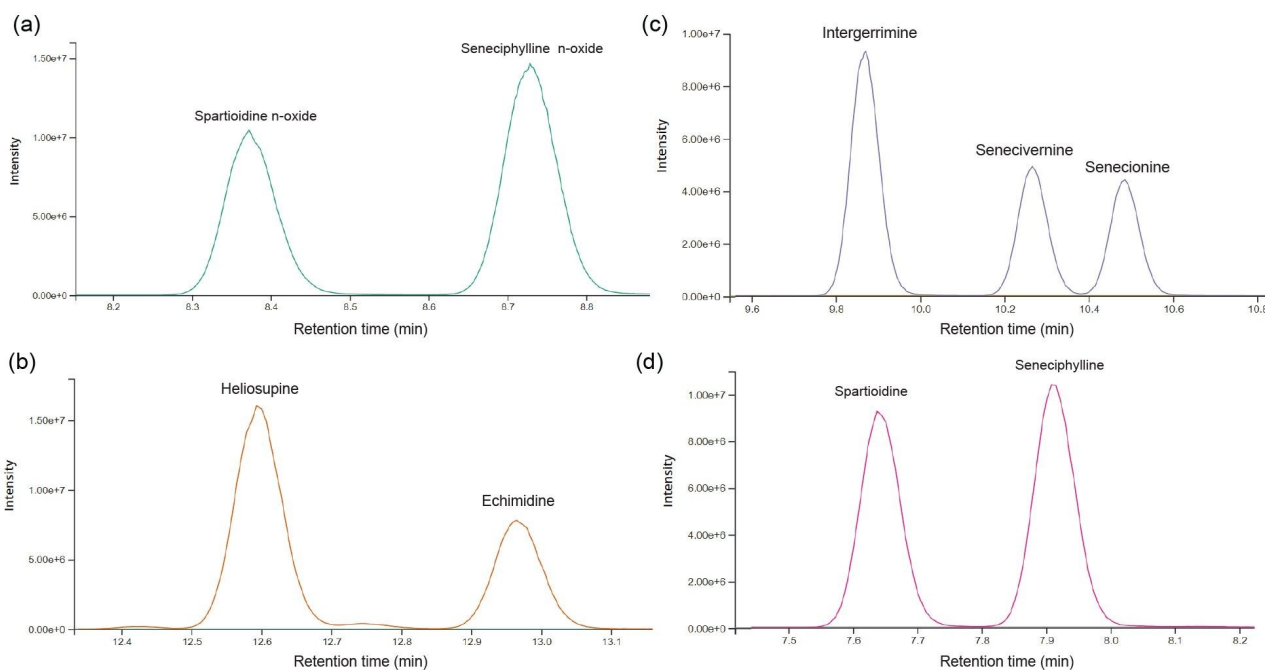 (a)
Seneciphylline n-oxide
Spartioidine n-oxide
Intensity
1.50e+7
1.00e+7
5.00e+6
0.00e+0
8.2 8.3 8.4 8.5 8.6 8.7 8.8
Retention time (min)
(b)
Heliosupine
Echimidine
Intensity
1.50e+7
1.00e+7
5.00e+6
0.00e+0
12.4 12.5 12.6 12.7 12.8 12.9 13.0 13.1
Retention time (min)
(c)
Intergerrimine
Senecivernine
Senecionine
Intensity
1.00e+7
8.00e+6
6.00e+6
4.00e+6
2.00e+6
0.00e+0
9.6 9.8 10.0 10.2 10.4 10.6 10.8
Retention time (min)
(d)
Seneciphylline
Spartioidine
Intensity
1.00e+7
8.00e+6
6.00e+6
4.00e+6
2.00e+6
0.00e+0
7.5 7.6 7.7 7.8 7.9 8.0 8.1 8.2
Retention time (min)